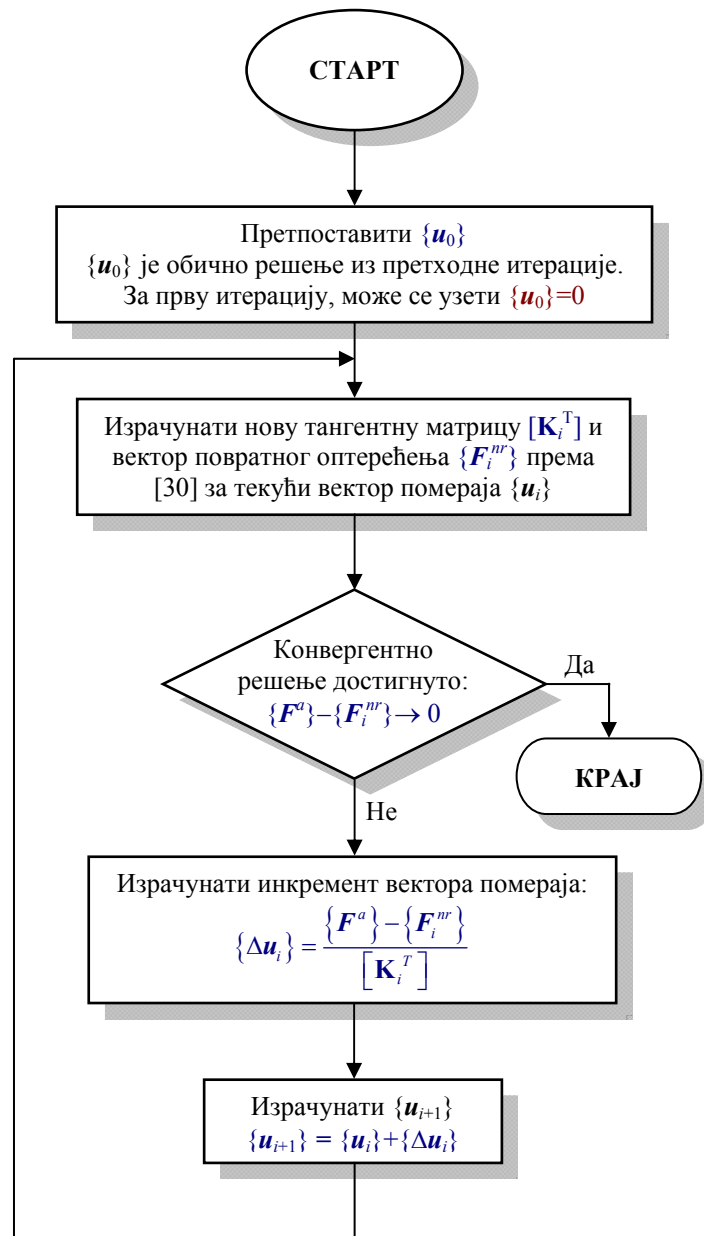 СТАРТ
Претпоставити {u₀}
{u₀} је обично решење из претходне итерације.
За прву итерацију, може се узети {u₀}=0
Израчунати нову тангентну матрицу [Kᵢᵀ] и
вектор повратног оптерећења {Fᵢⁿʳ} према
[30] за текући вектор помераја {uᵢ}
Конвергентно
решење достигнуто:
{Fᵃ}−{Fᵢⁿʳ}→ 0
Да
КРАЈ
Не
Израчунати инкремент вектора помераја:
{Δuᵢ} = ({Fᵃ} − {Fᵢⁿʳ}) / [Kᵢᵀ]
Израчунати {uᵢ₊₁}
{uᵢ₊₁} = {uᵢ}+{Δuᵢ}